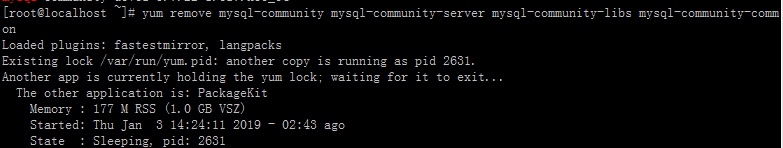 [root@localhost ~]# yum remove mysql-community mysql-community-server mysql-community-libs mysql-community-comm
on
Loaded plugins: fastestmirror, langpacks
Existing lock /var/run/yum.pid: another copy is running as pid 2631.
Another app is currently holding the yum lock; waiting for it to exit...
  The other application is: PackageKit
    Memory : 177 M RSS (1.0 GB VSZ)
    Started: Thu Jan  3 14:24:11 2019 - 02:43 ago
    State  : Sleeping, pid: 2631